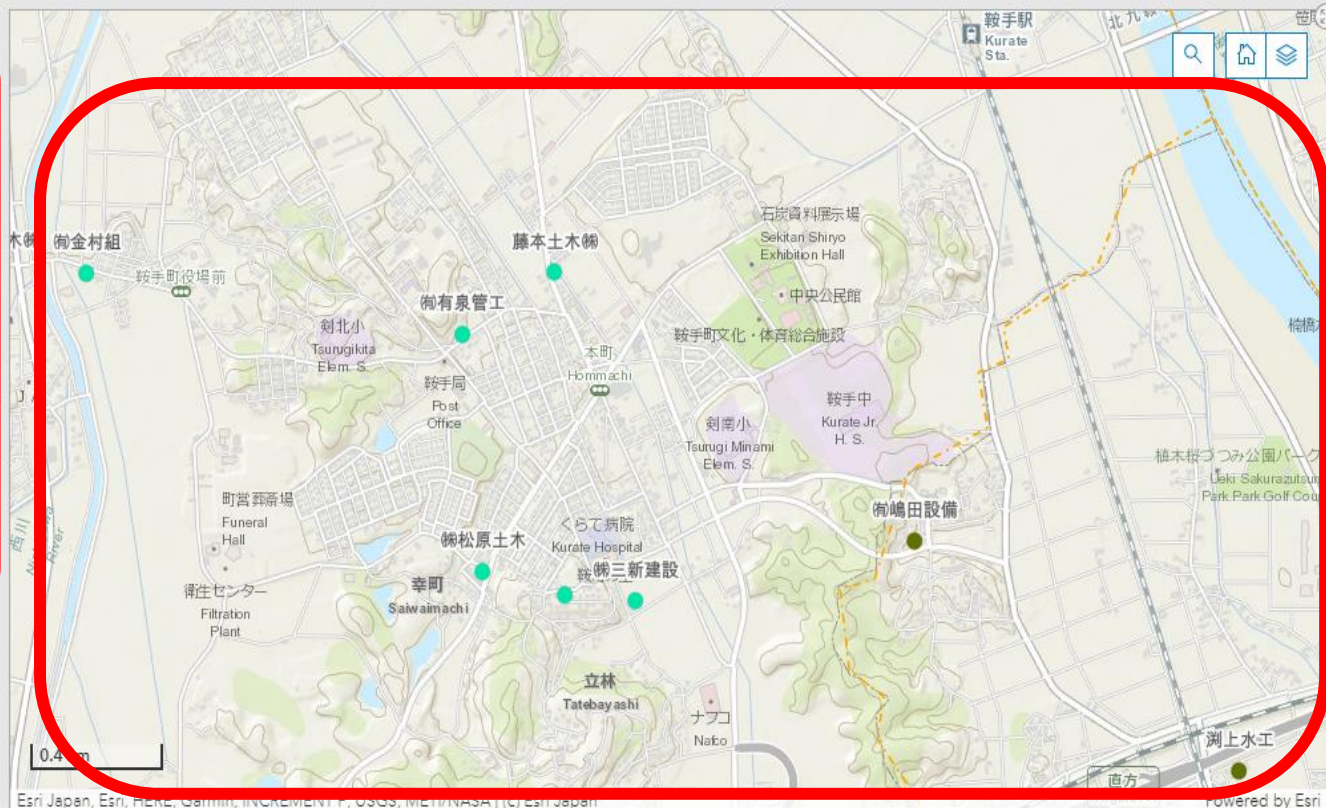 鞍手駅
Kurate
Sta.
石炭資料展示場
Sekitan Shiryo
Exhibition Hall
㈲金村組
藤本土木㈱
鞍手町役場前
中央公民館
㈲有泉管工
剣北小
Tsurugikita
Elem. S.
鞍手町文化・体育総合施設
本町
Hommachi
鞍手局
Post
Office
鞍手中
Kurate Jr.
H. S.
剣南小
Tsurugi Minami
Elem. S.
植木桜づつみ公園パーク
Ueki Sakurazutsu
Park Park Golf Cou
町営葬斎場
Funeral
Hall
㈲嶋田設備
くらて病院
Kurate Hospital
㈱松原土木
㈱三新建設
西川
River
幸町
Saiwaimachi
衛生センター
Filtration
Plant
立林
Tatebayashi
ナフコ
Nafco
渕上水工
直方
Esri Japan, Esri, HERE, Garmin, INCREMENT P, USGS, METI/NASA | (c) Esri Japan
Powered by Esri